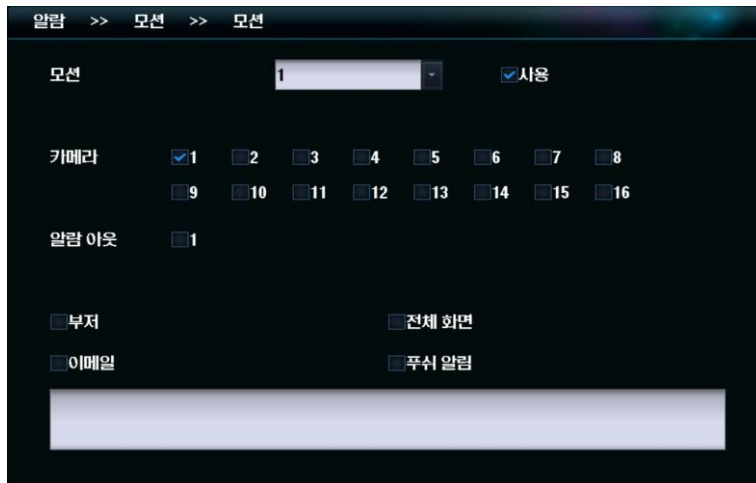 알람 >> 모션 >> 모션
모션 1 사용
카메라 1 2 3 4 5 6 7 8
9 10 11 12 13 14 15 16
알람 아웃 1
부저 전체 화면
이메일 푸쉬 알림